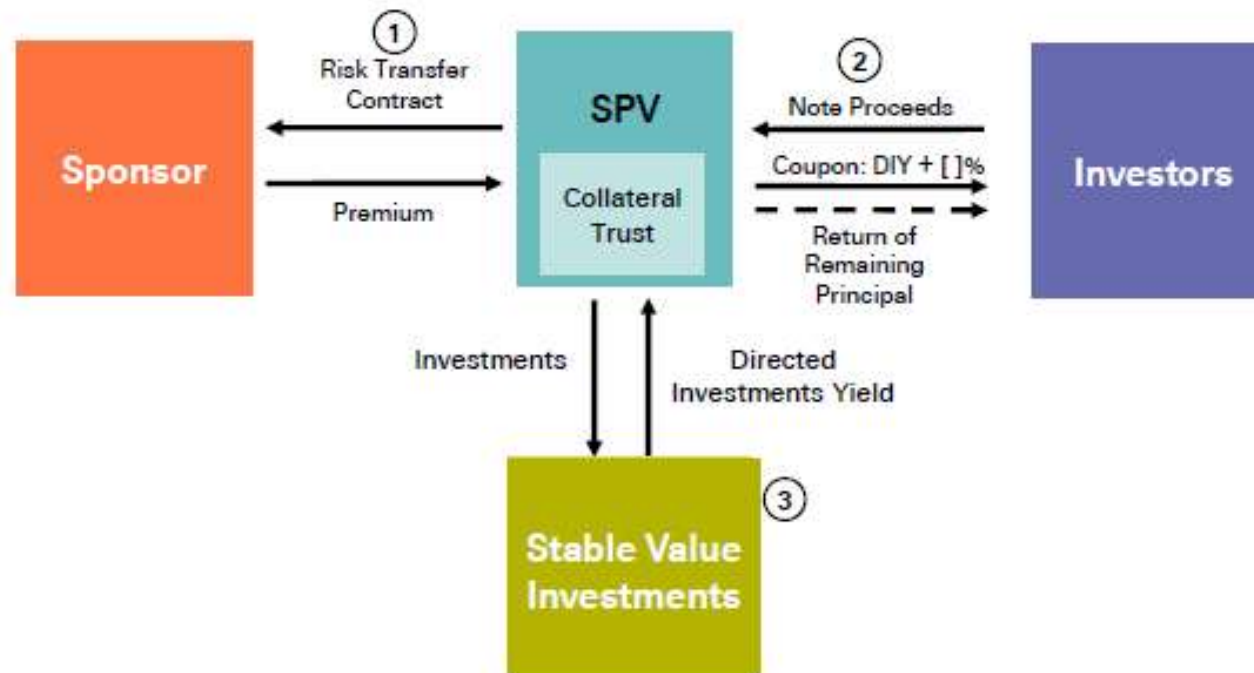 1
Risk Transfer
Contract
Sponsor
Premium
SPV
Collateral
Trust
2
Note Proceeds
Coupon: DIY + [ ]%
Return of
Remaining
Principal
Investors
Investments
Directed
Investments Yield
3
Stable Value
Investments